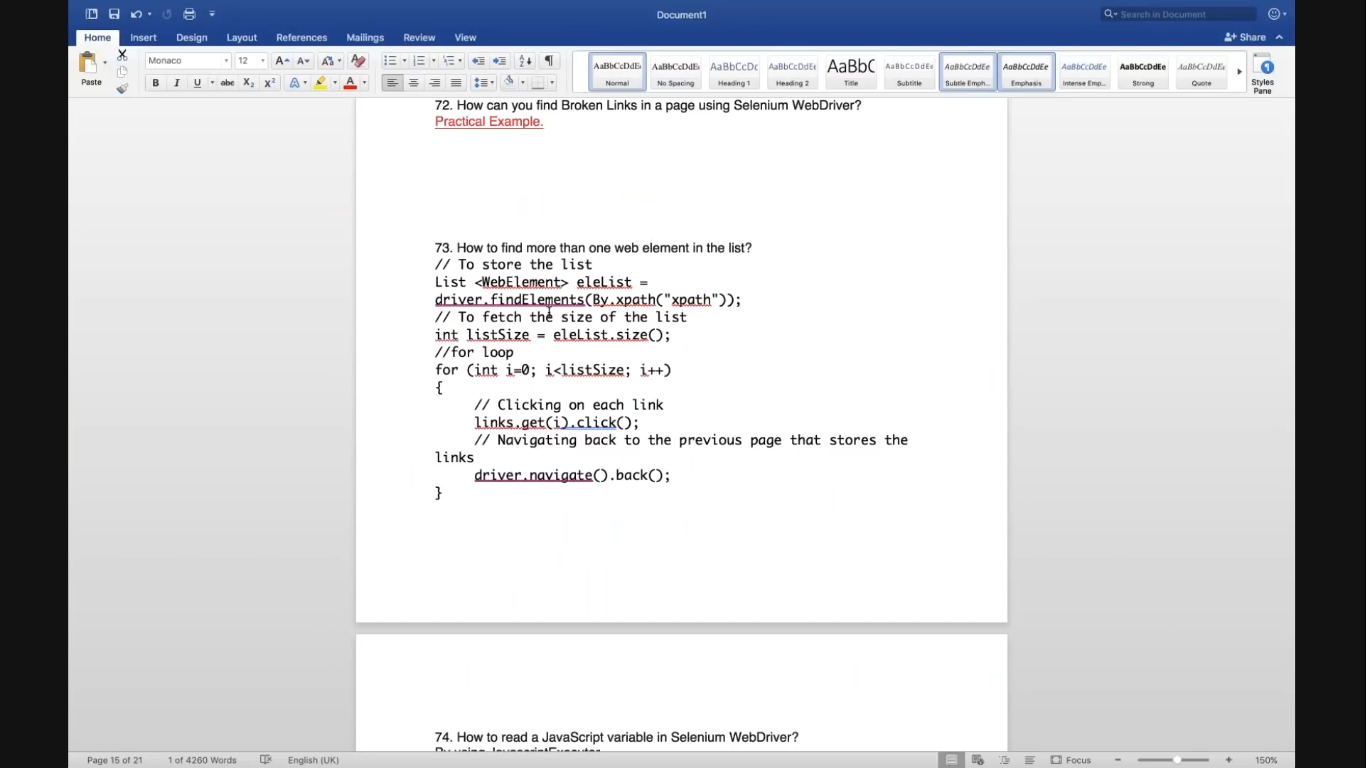 Document1
Search in Document
Home Insert Design Layout References Mailings Review View
Share
Paste
Monaco 12
B I U abc X₂ X² A A
AaBbCcDdEe AaBbCcDdEe AaBbCcDc AaBbCcDdEe AaBbC AaBbCcDdEe AaBbCcDdEe AaBbCcDdEe AaBbCcDdEe AaBbCcDdEe AaBbCcDdEe
Normal No Spacing Heading 1 Heading 2 Title Subtitle Subtle Emph... Emphasis Intense Emp... Strong Quote
Styles
Pane
72. How can you find Broken Links in a page using Selenium WebDriver?
Practical Example.
73. How to find more than one web element in the list?
// To store the list
List <WebElement> eleList =
driver.findElements(By.xpath("xpath"));
// To fetch the size of the list
int listSize = eleList.size();
//for loop
for (int i=0; i<listSize; i++)
{
// Clicking on each link
links.get(i).click();
// Navigating back to the previous page that stores the
links
driver.navigate().back();
}
74. How to read a JavaScript variable in Selenium WebDriver?
By using JavascriptExecutor
Page 15 of 21 1 of 4260 Words English (UK) Focus 150%